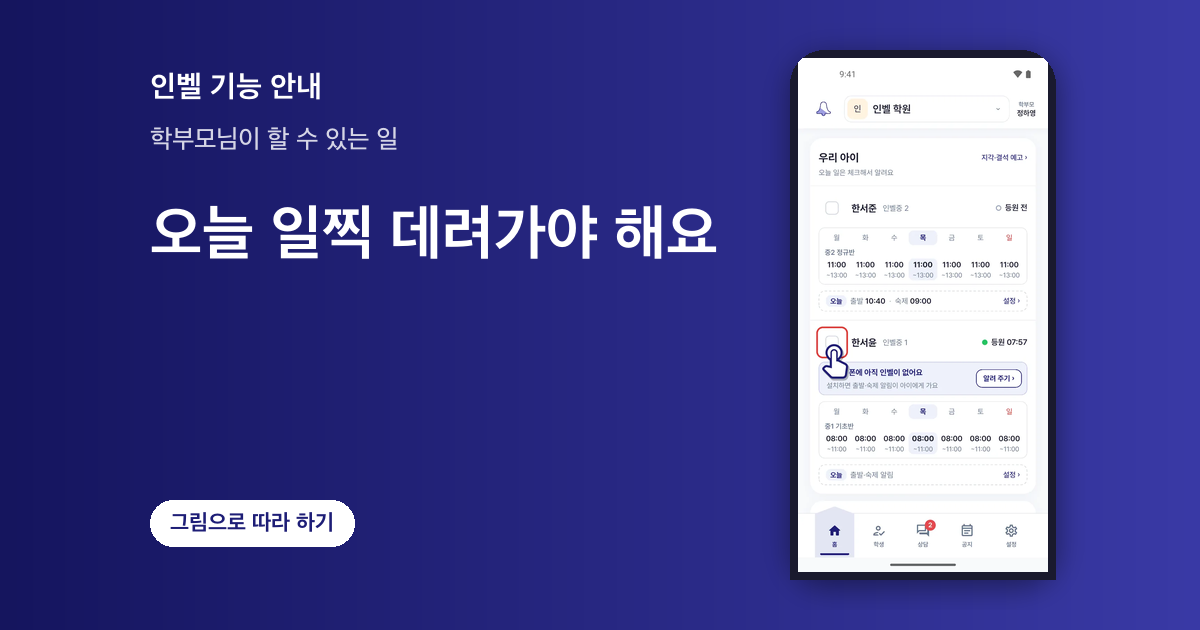 인벨 기능 안내
학부모님이 할 수 있는 일
오늘 일찍 데려가야 해요
그림으로 따라 하기
9:41
인 인벨 학원 학부모 정하영
우리 아이 지각·결석 예고 ›
오늘 일은 체크해서 알려요
한서준 인벨중 2 등원 전
월 화 수 목 금 토 일
중2 정규반
11:00 11:00 11:00 11:00 11:00 11:00 11:00
~13:00 ~13:00 ~13:00 ~13:00 ~13:00 ~13:00 ~13:00
오늘 출발 10:40 · 숙제 09:00 설정 ›
한서윤 인벨중 1 등원 07:57
폰에 아직 인벨이 없어요
설치하면 출발·숙제 알림이 아이에게 가요
알려 주기 ›
월 화 수 목 금 토 일
중1 기초반
08:00 08:00 08:00 08:00 08:00 08:00 08:00
~11:00 ~11:00 ~11:00 ~11:00 ~11:00 ~11:00 ~11:00
오늘 출발·숙제 알림 설정 ›
2
홈 학생 상담 공지 설정